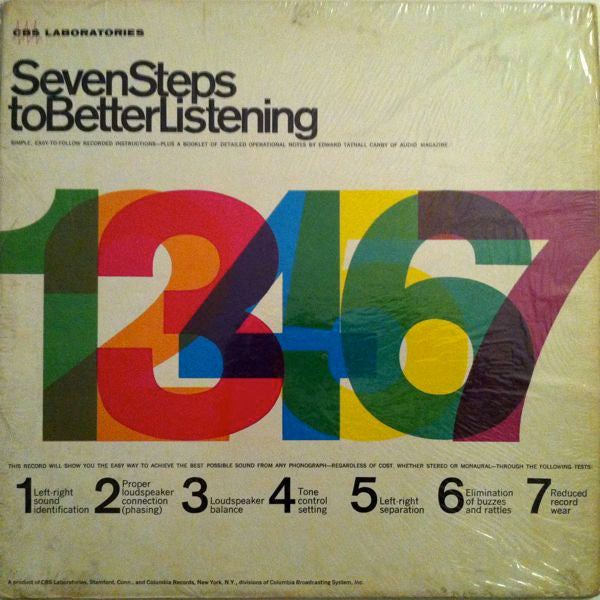 CBS LABORATORIES
SevenSteps
toBetterListening
SIMPLE, EASY-TO-FOLLOW RECORDED INSTRUCTIONS—PLUS A BOOKLET OF DETAILED OPERATIONAL NOTES BY EDWARD TATNALL CANBY OF AUDIO MAGAZINE.
1234567
THIS RECORD WILL SHOW YOU THE EASY WAY TO ACHIEVE THE BEST POSSIBLE SOUND FROM ANY PHONOGRAPH—REGARDLESS OF COST, WHETHER STEREO OR MONAURAL—THROUGH THE FOLLOWING TESTS:
1 Left-right
sound
identification
2 Proper
loudspeaker
connection
(phasing)
3 Loudspeaker
balance
4 Tone
control
setting
5 Left-right
separation
6 Elimination
of buzzes
and rattles
7 Reduced
record
wear
A product of CBS Laboratories, Stamford, Conn., and Columbia Records, New York, N.Y., divisions of Columbia Broadcasting System, Inc.